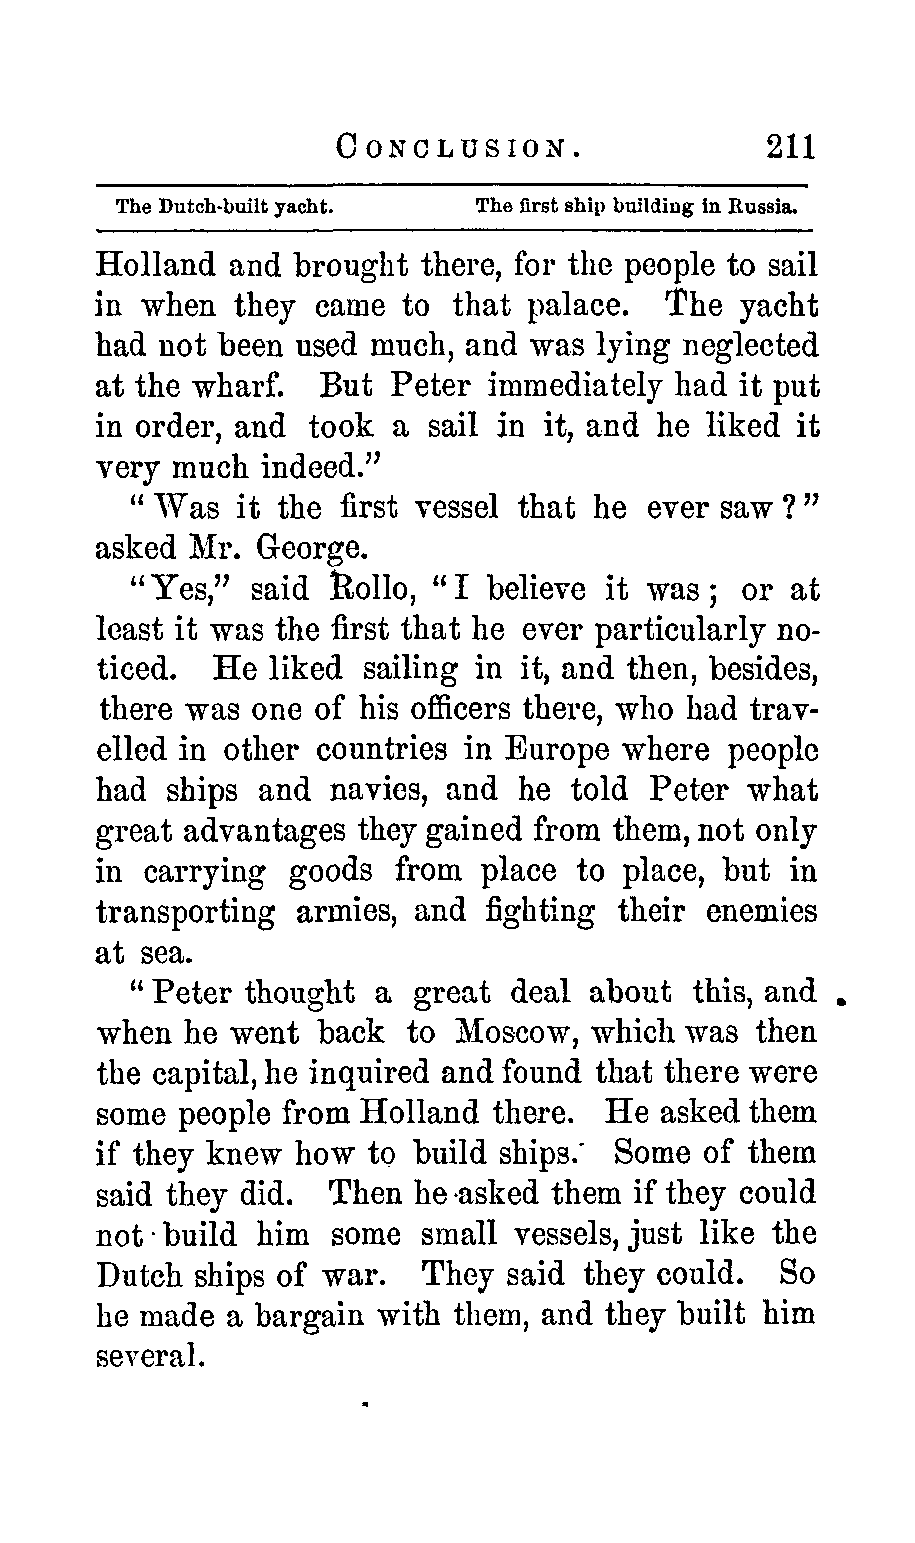 CONCLUSION. 211
The Dutch-built yacht. The first ship building in Russia.
Holland and brought there, for the people to sail
in when they came to that palace. The yacht
had not been used much, and was lying neglected
at the wharf. But Peter immediately had it put
in order, and took a sail in it, and he liked it
very much indeed.”
“Was it the first vessel that he ever saw?”
asked Mr. George.
“Yes,” said Rollo, “I believe it was; or at
least it was the first that he ever particularly no-
ticed. He liked sailing in it, and then, besides,
there was one of his officers there, who had trav-
elled in other countries in Europe where people
had ships and navies, and he told Peter what
great advantages they gained from them, not only
in carrying goods from place to place, but in
transporting armies, and fighting their enemies
at sea.
“Peter thought a great deal about this, and
when he went back to Moscow, which was then
the capital, he inquired and found that there were
some people from Holland there. He asked them
if they knew how to build ships. Some of them
said they did. Then he asked them if they could
not build him some small vessels, just like the
Dutch ships of war. They said they could. So
he made a bargain with them, and they built him
several.